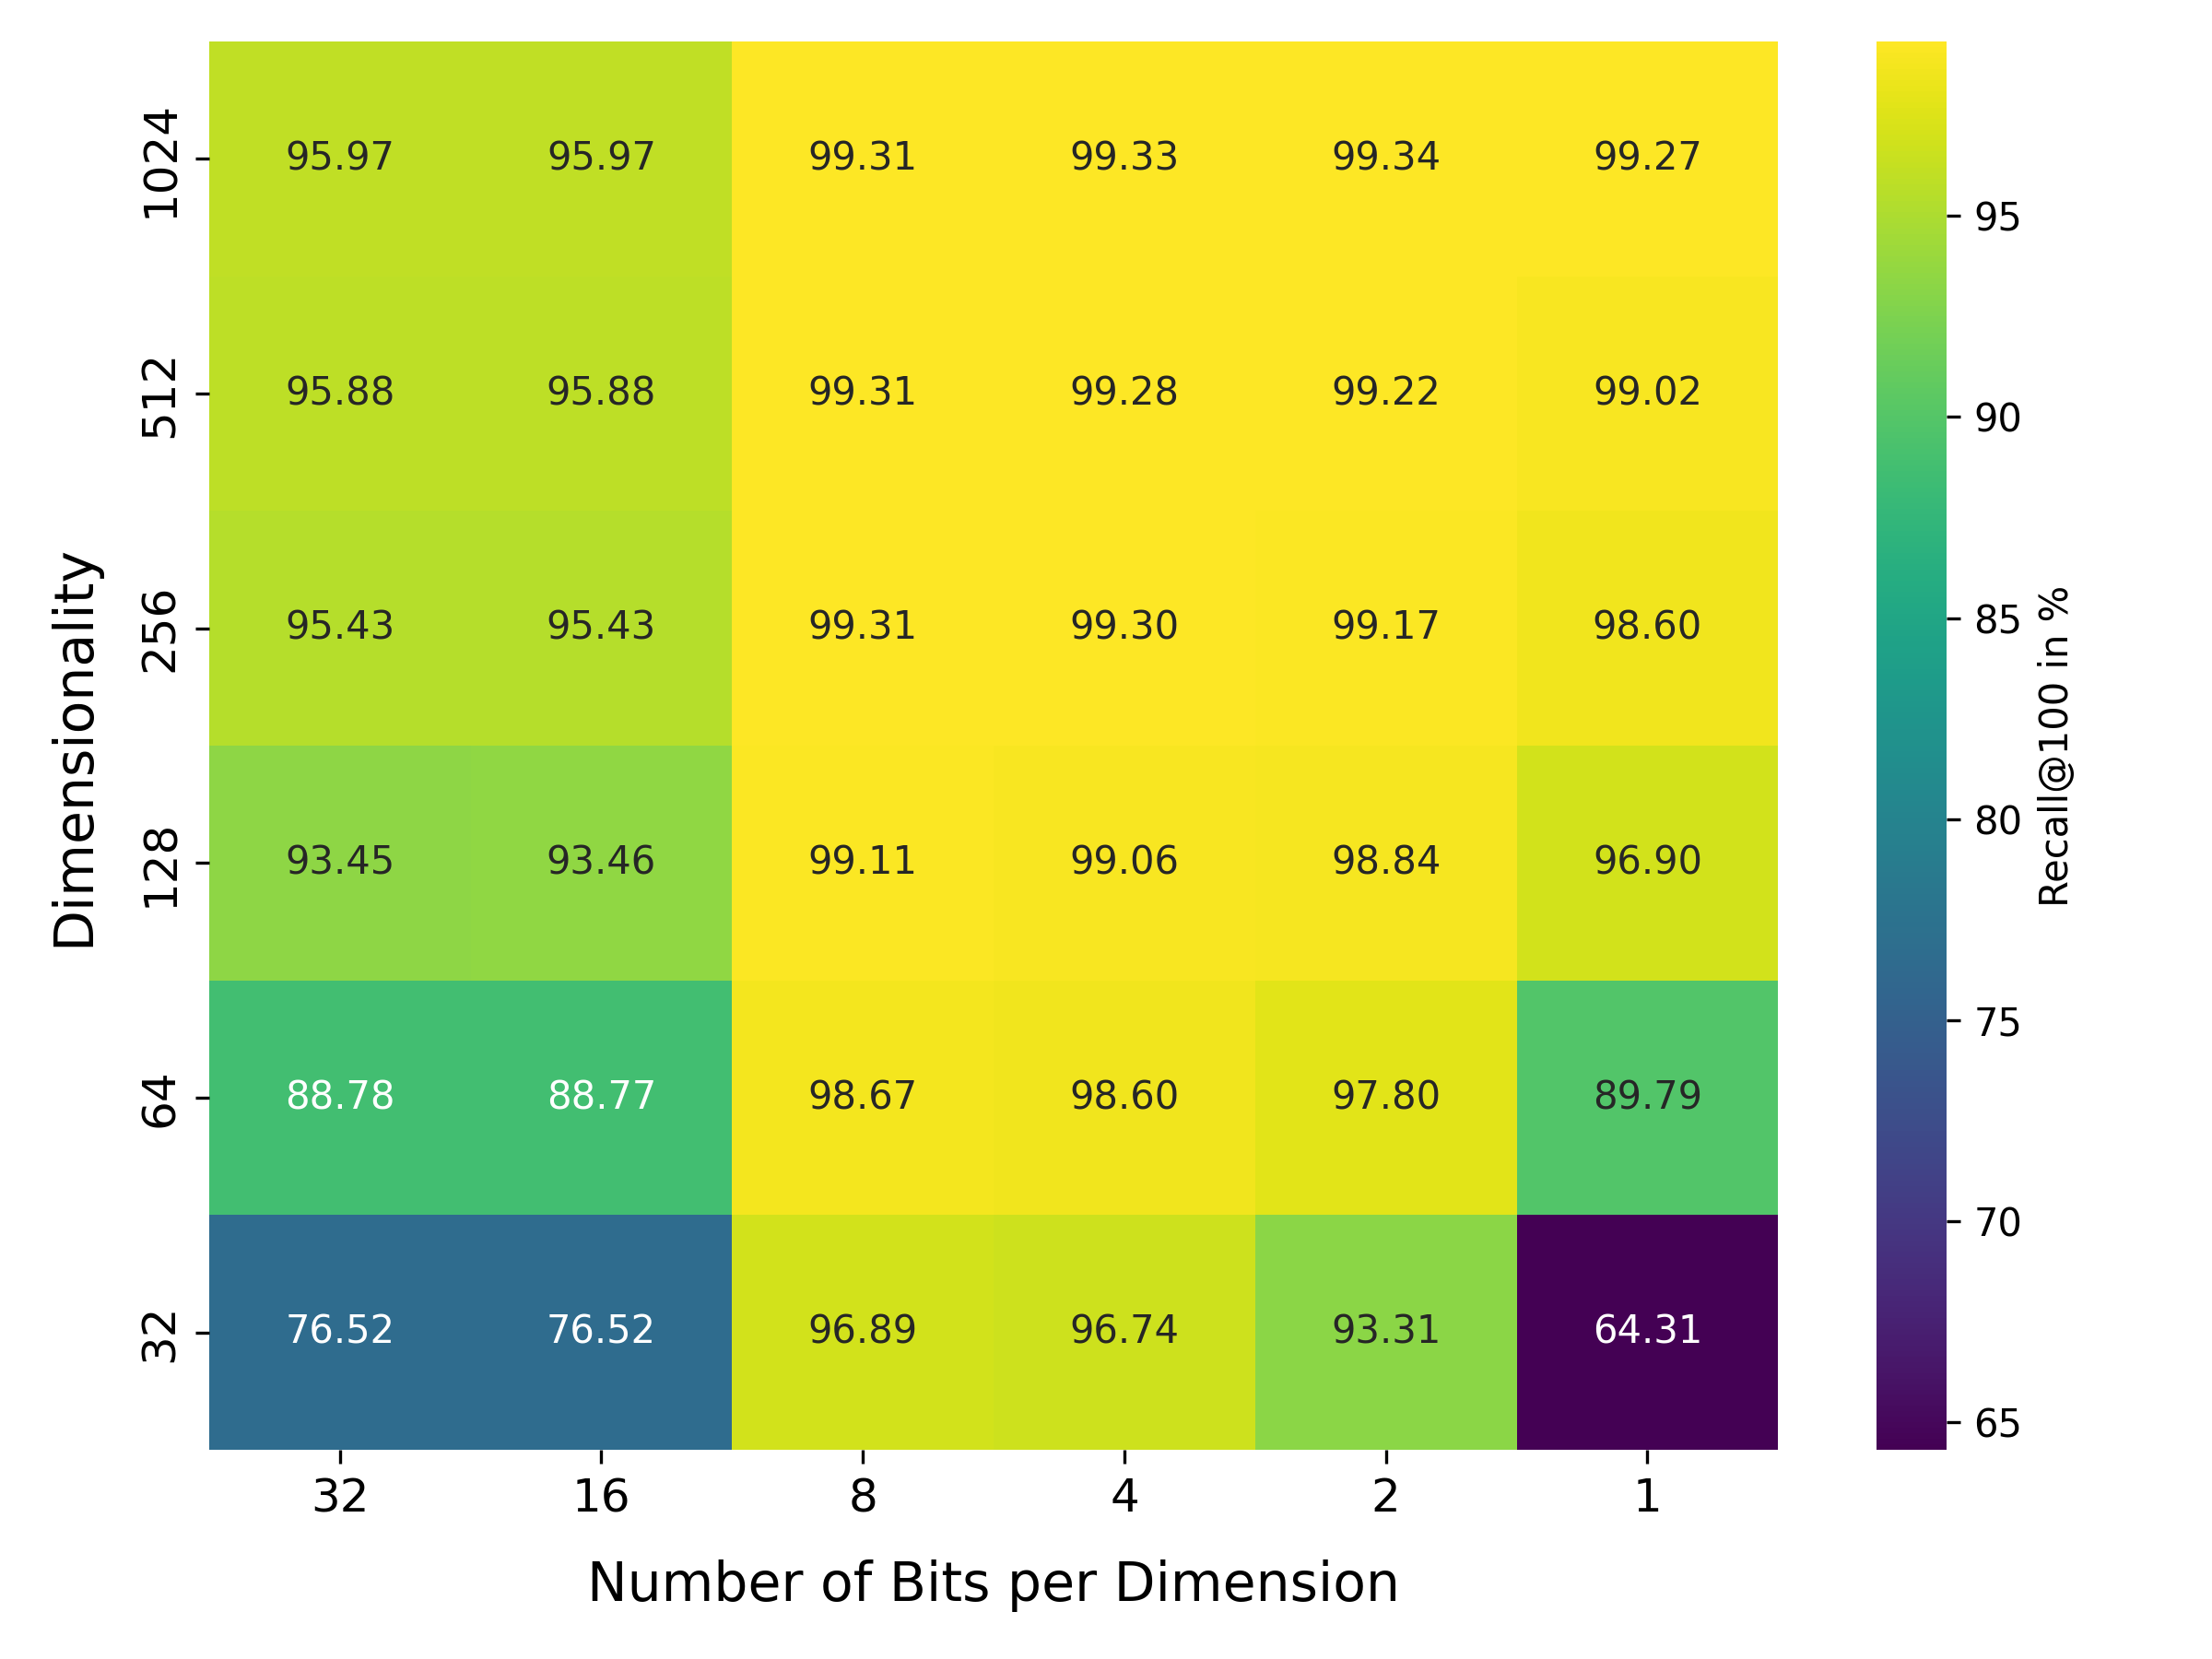 1024 95.97 95.97 99.31 99.33 99.34 99.27
512 95.88 95.88 99.31 99.28 99.22 99.02
256 95.43 95.43 99.31 99.30 99.17 98.60
128 93.45 93.46 99.11 99.06 98.84 96.90
64 88.78 88.77 98.67 98.60 97.80 89.79
32 76.52 76.52 96.89 96.74 93.31 64.31
Dimensionality
32 16 8 4 2 1
Number of Bits per Dimension
95
90
85
80
75
70
65
Recall@100 in %